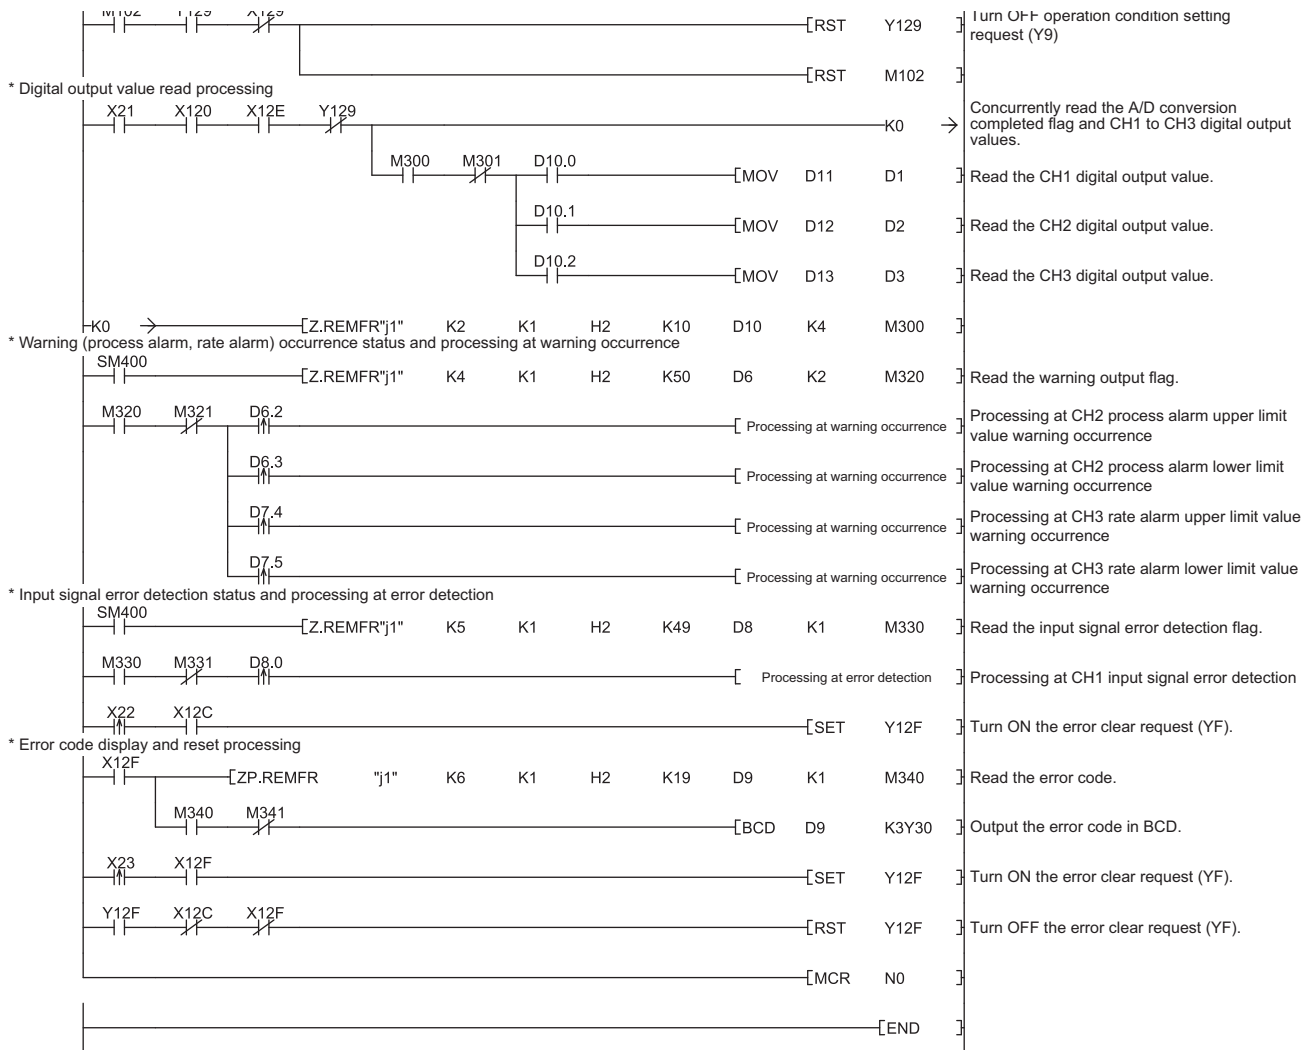 M102 Y129 X129
RST Y129
Turn OFF operation condition setting
request (Y9)
RST M102
* Digital output value read processing
X21 X120 X12E Y129
K0
Concurrently read the A/D conversion
completed flag and CH1 to CH3 digital output
values.
M300 M301 D10.0
MOV D11 D1
Read the CH1 digital output value.
D10.1
MOV D12 D2
Read the CH2 digital output value.
D10.2
MOV D13 D3
Read the CH3 digital output value.
K0 Z.REMFR"j1" K2 K1 H2 K10 D10 K4 M300
* Warning (process alarm, rate alarm) occurrence status and processing at warning occurrence
SM400
Z.REMFR"j1" K4 K1 H2 K50 D6 K2 M320
Read the warning output flag.
M320 M321 D6.2
Processing at warning occurrence
Processing at CH2 process alarm upper limit
value warning occurrence
D6.3
Processing at warning occurrence
Processing at CH2 process alarm lower limit
value warning occurrence
D7.4
Processing at warning occurrence
Processing at CH3 rate alarm upper limit value
warning occurrence
D7.5
Processing at warning occurrence
Processing at CH3 rate alarm lower limit value
warning occurrence
* Input signal error detection status and processing at error detection
SM400
Z.REMFR"j1" K5 K1 H2 K49 D8 K1 M330
Read the input signal error detection flag.
M330 M331 D8.0
Processing at error detection
Processing at CH1 input signal error detection
X22 X12C
SET Y12F
Turn ON the error clear request (YF).
* Error code display and reset processing
X12F
ZP.REMFR "j1" K6 K1 H2 K19 D9 K1 M340
Read the error code.
M340 M341
BCD D9 K3Y30
Output the error code in BCD.
X23 X12F
SET Y12F
Turn ON the error clear request (YF).
Y12F X12C X12F
RST Y12F
Turn OFF the error clear request (YF).
MCR N0
END